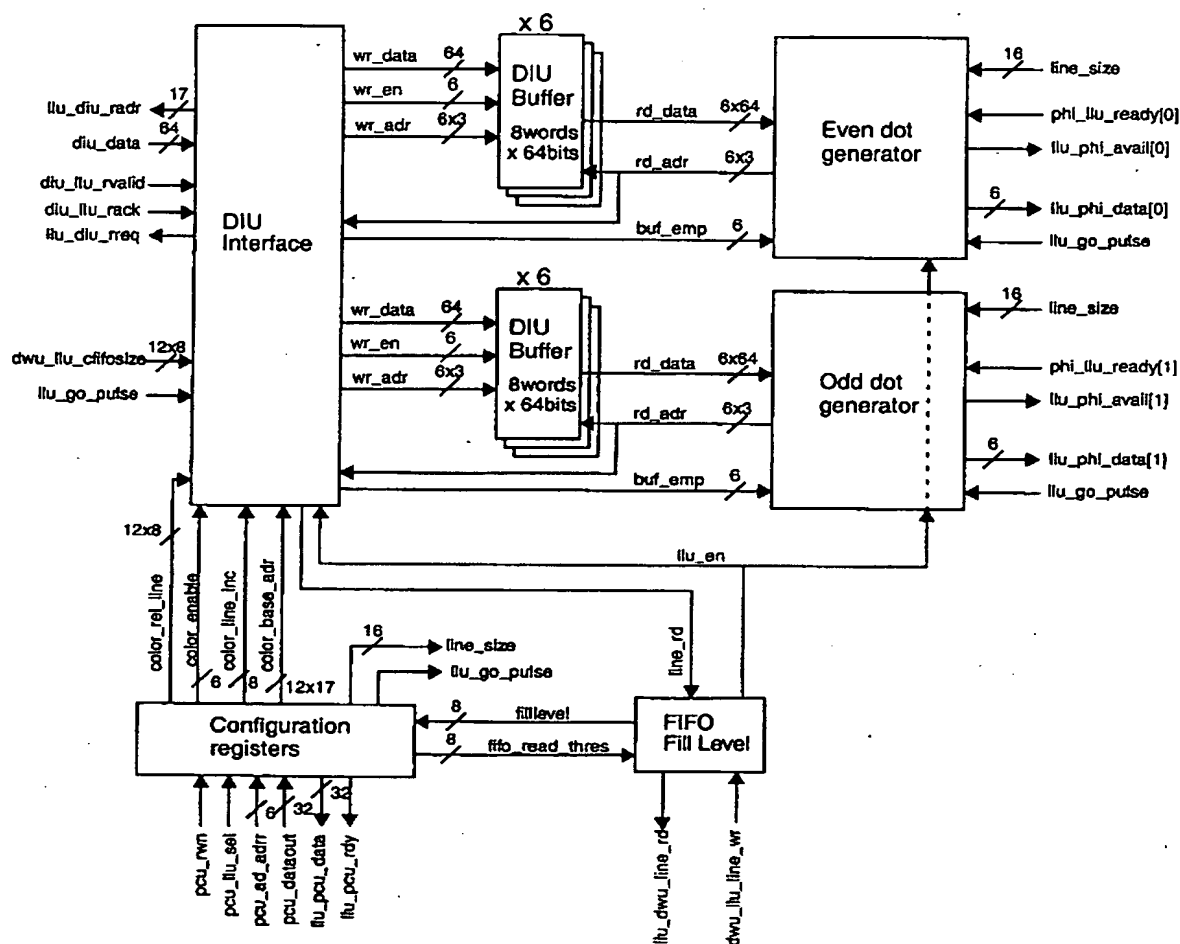 x 6
wr_data
64
DIU
Buffer
8words
x 64bits
wr_en
6
wr_adr
6x3
rd_data
6x64
rd_adr
6x3
buf_emp
6
Even dot
generator
16
line_size
phi_llu_ready[0]
llu_phi_avail[0]
6
llu_phi_data[0]
llu_go_pulse
17
llu_diu_radr
64
diu_data
diu_llu_rvalid
diu_llu_rack
llu_diu_rreq
DIU
Interface
12x8
dwu_llu_cfifosize
llu_go_pulse
x 6
wr_data
64
DIU
Buffer
8words
x 64bits
wr_en
6
wr_adr
6x3
rd_data
6x64
rd_adr
6x3
buf_emp
6
Odd dot
generator
16
line_size
phi_llu_ready[1]
llu_phi_avail[1]
6
llu_phi_data[1]
llu_go_pulse
llu_en
12x8
color_rel_line
color_enable
6
color_line_inc
8
color_base_adr
12x17
16
line_size
llu_go_pulse
line_rd
Configuration
registers
8
filllevel
8
fifo_read_thres
FIFO
Fill Level
pcu_rwn
pcu_llu_sel
pcu_ad_adrr
6
pcu_dataout
32
llu_pcu_data
32
llu_pcu_rdy
llu_dwu_line_rd
dwu_llu_line_wr